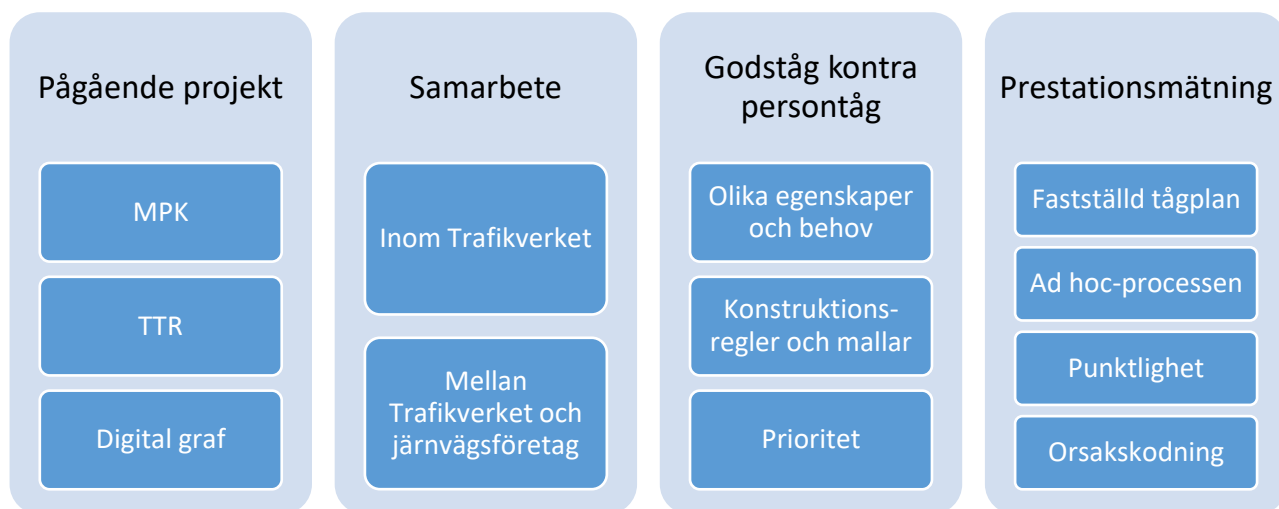 Pågående projekt
MPK
TTR
Digital graf
Samarbete
Inom Trafikverket
Mellan
Trafikverket och
järnvägsföretag
Godståg kontra
persontåg
Olika egenskaper
och behov
Konstruktions-
regler och mallar
Prioritet
Prestationsmätning
Fastställd tågplan
Ad hoc-processen
Punktlighet
Orsakskodning